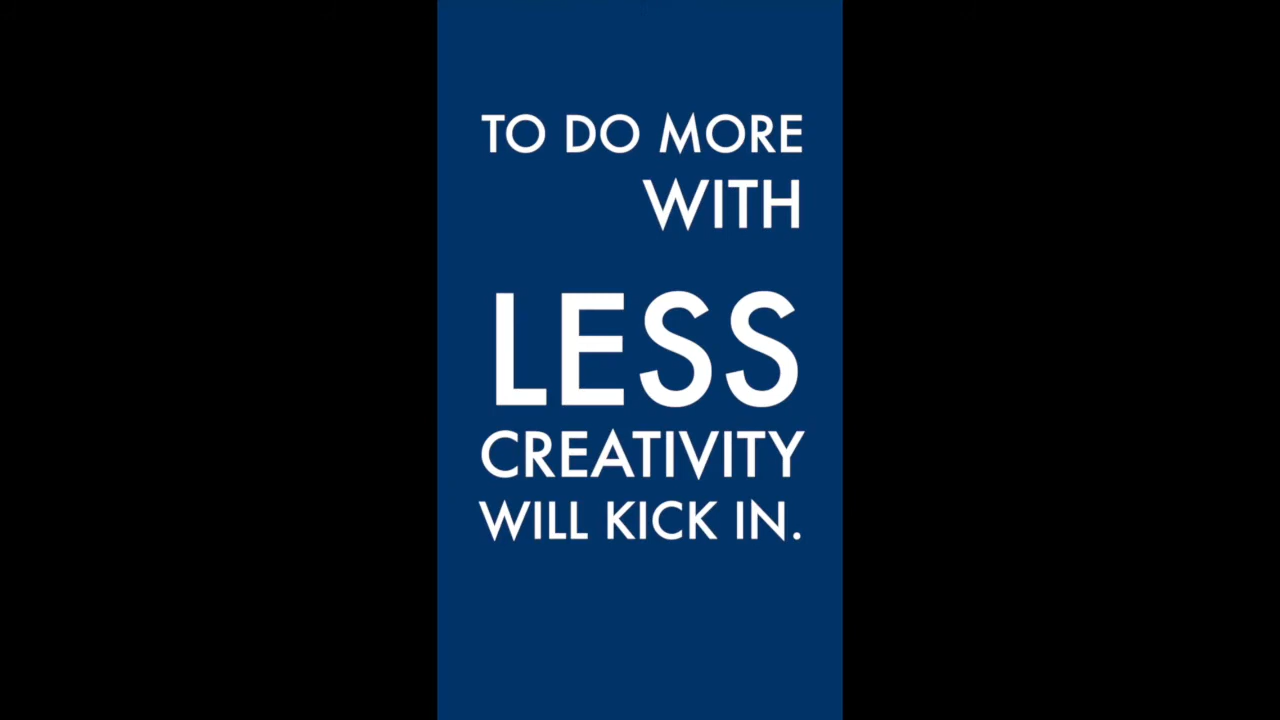 TO DO MORE
WITH
LESS
CREATIVITY
WILL KICK IN.